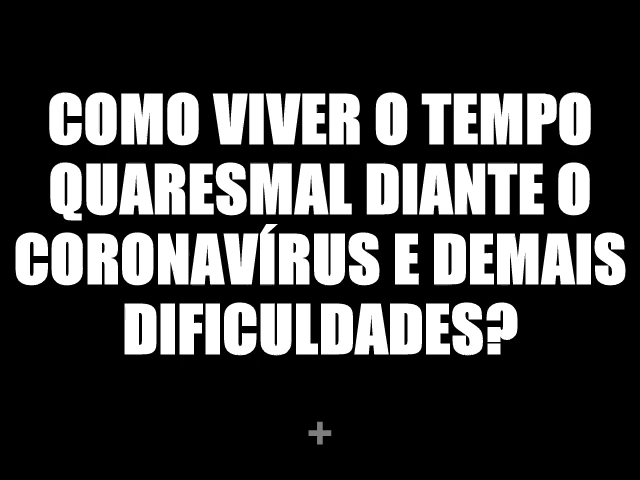 COMO VIVER O TEMPO
QUARESMAL DIANTE O
CORONAVÍRUS E DEMAIS
DIFICULDADES?
+